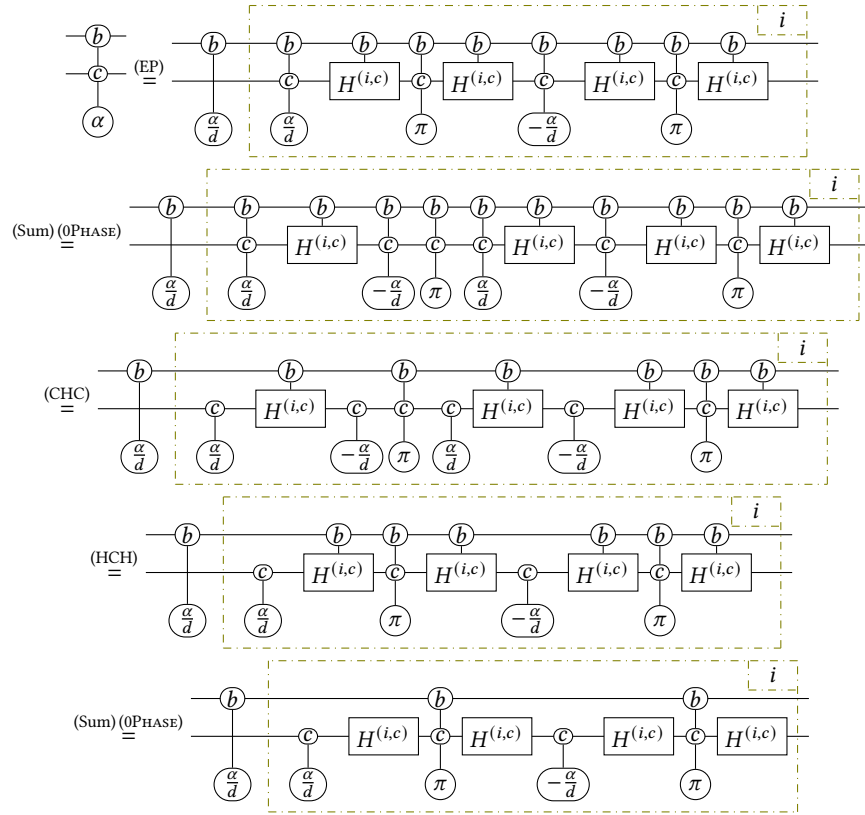 i
b b b b b b b b b b
c (EP) = c H^(i,c) c H^(i,c) c H^(i,c) c H^(i,c)
α α/d α/d π −α/d π
i
b b b b b b b b b b b
(Sum)(0Phase) = c H^(i,c) c c c H^(i,c) c H^(i,c) c H^(i,c)
α/d α/d −α/d π α/d −α/d π
i
b b b b b b b
(CHC) = c H^(i,c) c c c H^(i,c) c H^(i,c) c H^(i,c)
α/d α/d −α/d π α/d −α/d π
i
b b b b b b b
(HCH) = c H^(i,c) c H^(i,c) c H^(i,c) c H^(i,c)
α/d α/d π −α/d π
i
b b b
(Sum)(0Phase) = c H^(i,c) c H^(i,c) c H^(i,c) c H^(i,c)
α/d α/d π −α/d π